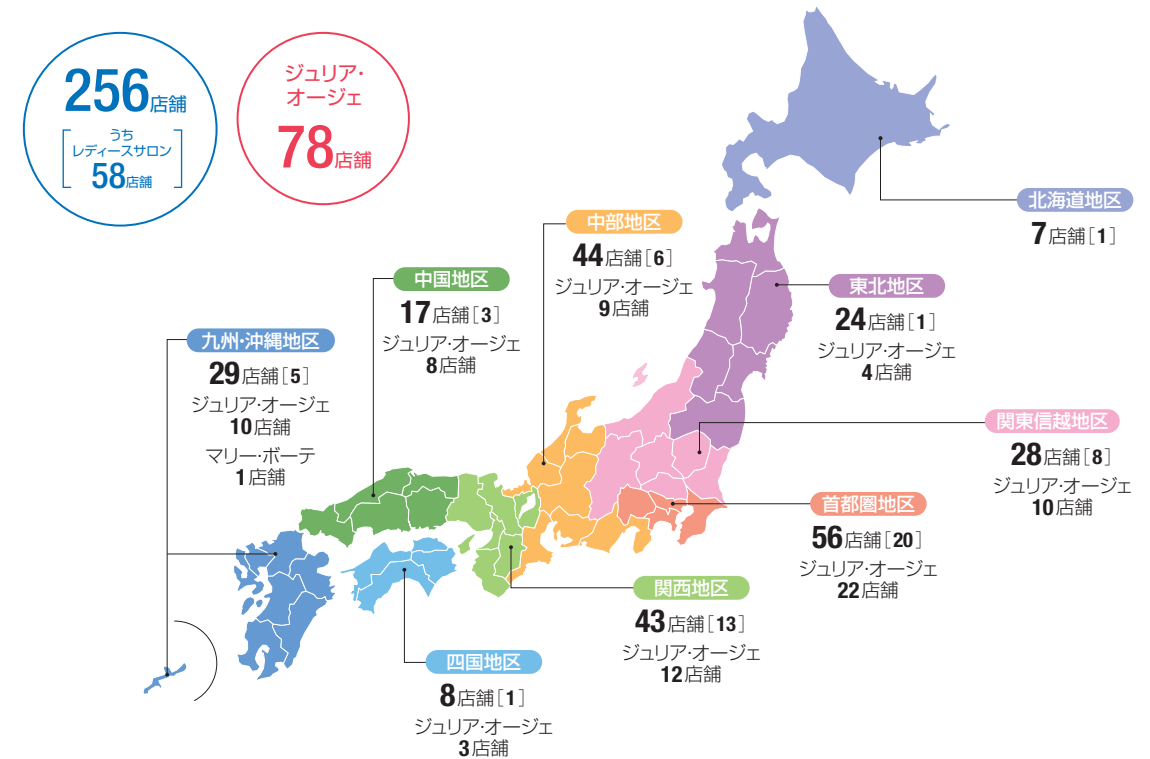 256店舗
うち
レディースサロン
58店舗
ジュリア・
オージェ
78店舗
北海道地区
7店舗[1]
東北地区
24店舗[1]
ジュリア・オージェ
4店舗
関東信越地区
28店舗[8]
ジュリア・オージェ
10店舗
首都圏地区
56店舗[20]
ジュリア・オージェ
22店舗
中部地区
44店舗[6]
ジュリア・オージェ
9店舗
関西地区
43店舗[13]
ジュリア・オージェ
12店舗
中国地区
17店舗[3]
ジュリア・オージェ
8店舗
四国地区
8店舗[1]
ジュリア・オージェ
3店舗
九州・沖縄地区
29店舗[5]
ジュリア・オージェ
10店舗
マリー・ボーテ
1店舗